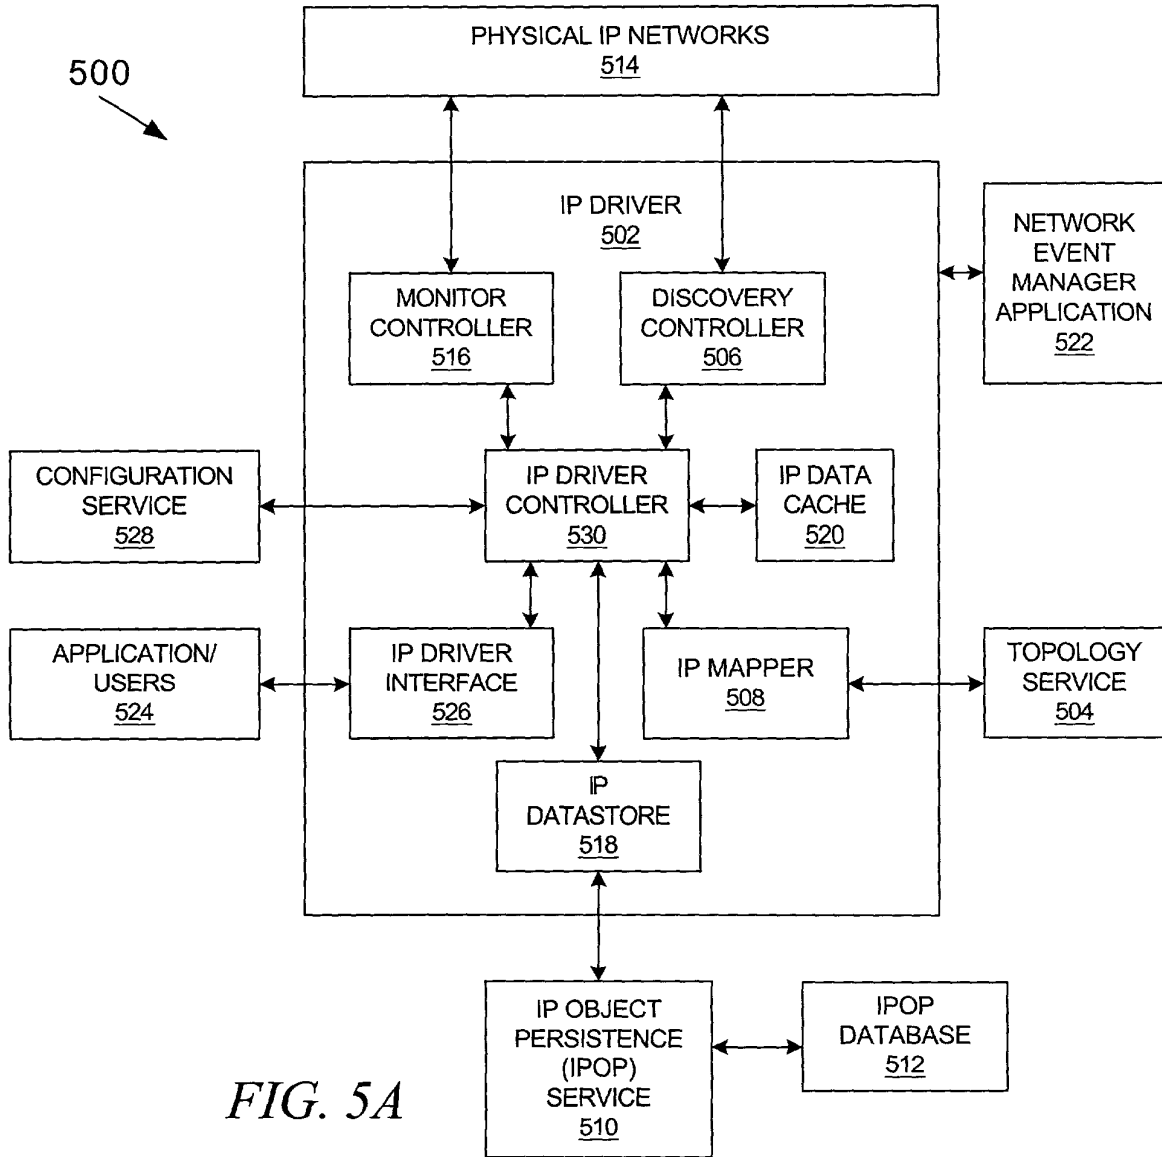 PHYSICAL IP NETWORKS
514
500
IP DRIVER
502
NETWORK
EVENT
MANAGER
APPLICATION
522
MONITOR
CONTROLLER
516
DISCOVERY
CONTROLLER
506
CONFIGURATION
SERVICE
528
IP DRIVER
CONTROLLER
530
IP DATA
CACHE
520
APPLICATION/
USERS
524
IP DRIVER
INTERFACE
526
IP MAPPER
508
TOPOLOGY
SERVICE
504
IP
DATASTORE
518
IP OBJECT
PERSISTENCE
(IPOP)
SERVICE
510
IPOP
DATABASE
512
FIG. 5A